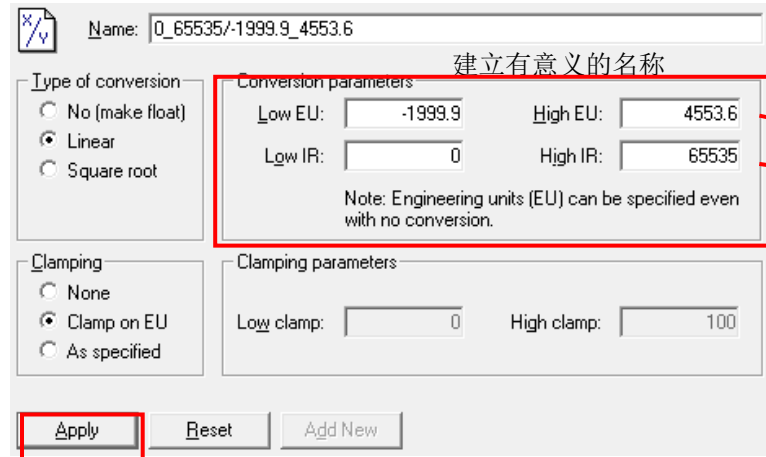 X/Y
Name: 0_65535/-1999.9_4553.6
建立有意义的名称
Type of conversion
No (make float)
Linear
Square root
Conversion parameters
Low EU: -1999.9 High EU: 4553.6
Low IR: 0 High IR: 65535
Note: Engineering units (EU) can be specified even
with no conversion.
Clamping
None
Clamp on EU
As specified
Clamping parameters
Low clamp: 0 High clamp: 100
Apply Reset Add New